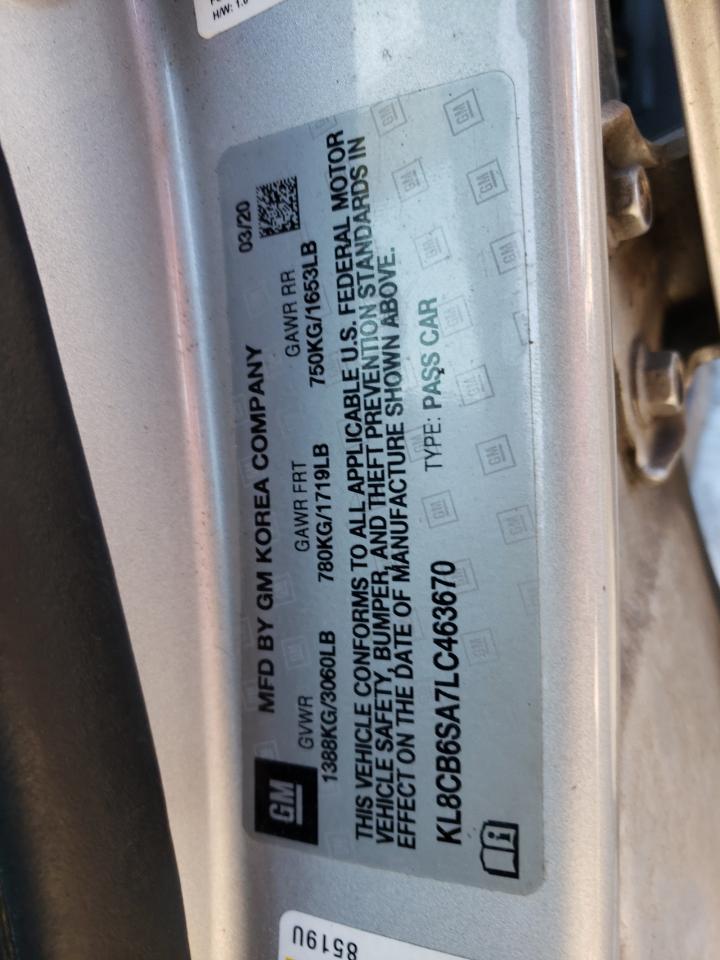 H/W: 1.0
03/20
MFD BY GM KOREA COMPANY
GM
GVWR GAWR FRT GAWR RR
1388KG/3060LB 780KG/1719LB 750KG/1653LB
THIS VEHICLE CONFORMS TO ALL APPLICABLE U.S. FEDERAL MOTOR
VEHICLE SAFETY, BUMPER, AND THEFT PREVENTION STANDARDS IN
EFFECT ON THE DATE OF MANUFACTURE SHOWN ABOVE.
KL8CB6SA7LC463670 TYPE: PASS CAR
8519U